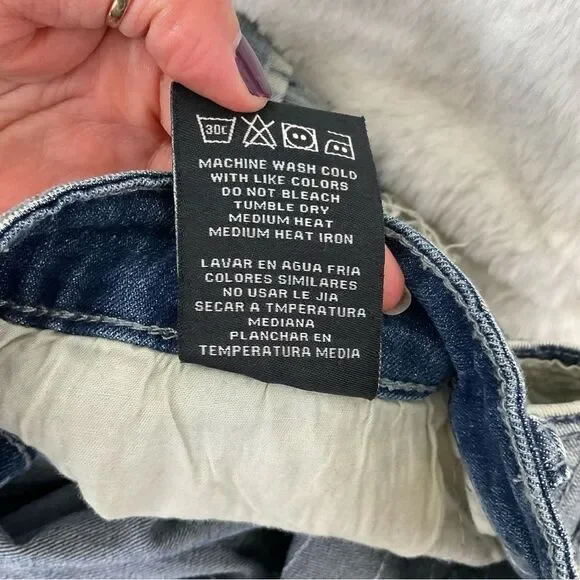 30C
MACHINE WASH COLD
WITH LIKE COLORS
DO NOT BLEACH
TUMBLE DRY
MEDIUM HEAT
MEDIUM HEAT IRON
LAVAR EN AGUA FRIA
COLORES SIMILARES
NO USAR LE JIA
SECAR A TMPERATURA
MEDIANA
PLANCHAR EN
TEMPERATURA MEDIA